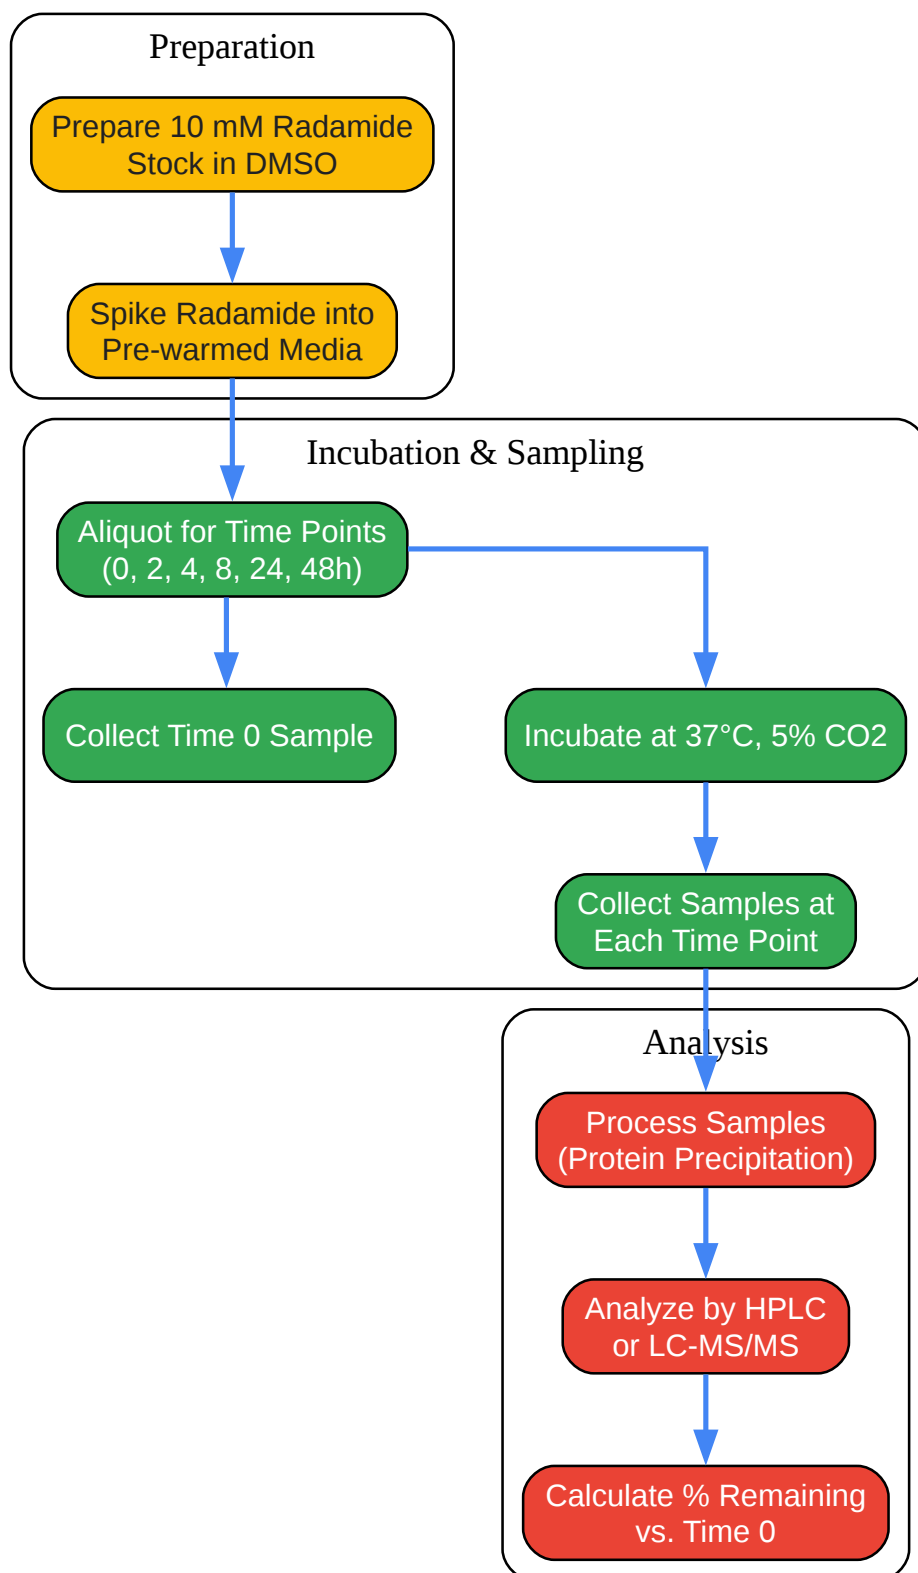 Preparation
Prepare 10 mM Radamide
Stock in DMSO
Spike Radamide into
Pre-warmed Media
Incubation & Sampling
Aliquot for Time Points
(0, 2, 4, 8, 24, 48h)
Collect Time 0 Sample
Incubate at 37°C, 5% CO2
Collect Samples at
Each Time Point
Analysis
Process Samples
(Protein Precipitation)
Analyze by HPLC
or LC-MS/MS
Calculate % Remaining
vs. Time 0